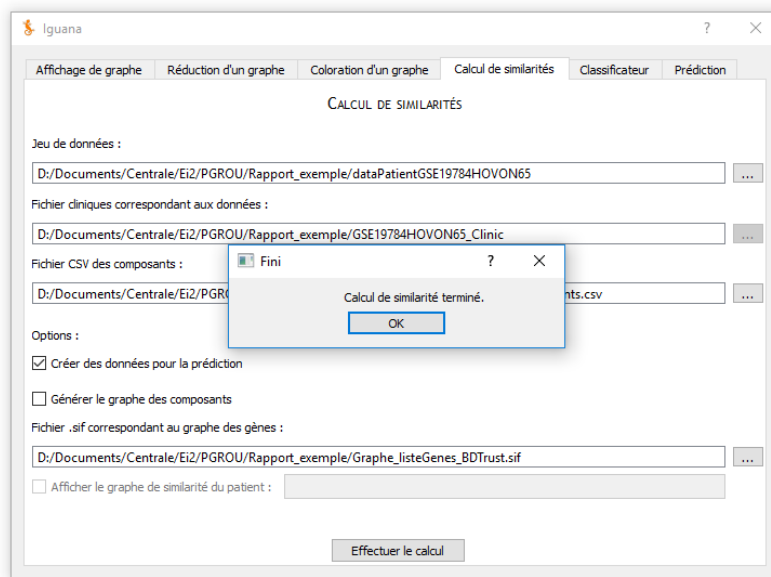 Iguana
Affichage de graphe Réduction d'un graphe Coloration d'un graphe Calcul de similarités Classificateur Prédiction
CALCUL DE SIMILARITÉS
Jeu de données :
D:/Documents/Centrale/Ei2/PGROU/Rapport_exemple/dataPatientGSE19784HOVON65 ...
Fichier cliniques correspondant aux données :
D:/Documents/Centrale/Ei2/PGROU/Rapport_exemple/GSE19784HOVON65_Clinic ...
Fini
Fichier CSV des composants :
Calcul de similarité terminé.
D:/Documents/Centrale/Ei2/PGRO nts.csv ...
OK
Options :
Créer des données pour la prédiction
Générer le graphe des composants
Fichier .sif correspondant au graphe des gènes :
D:/Documents/Centrale/Ei2/PGROU/Rapport_exemple/Graphe_listeGenes_BDTrust.sif ...
Afficher le graphe de similarité du patient :
Effectuer le calcul